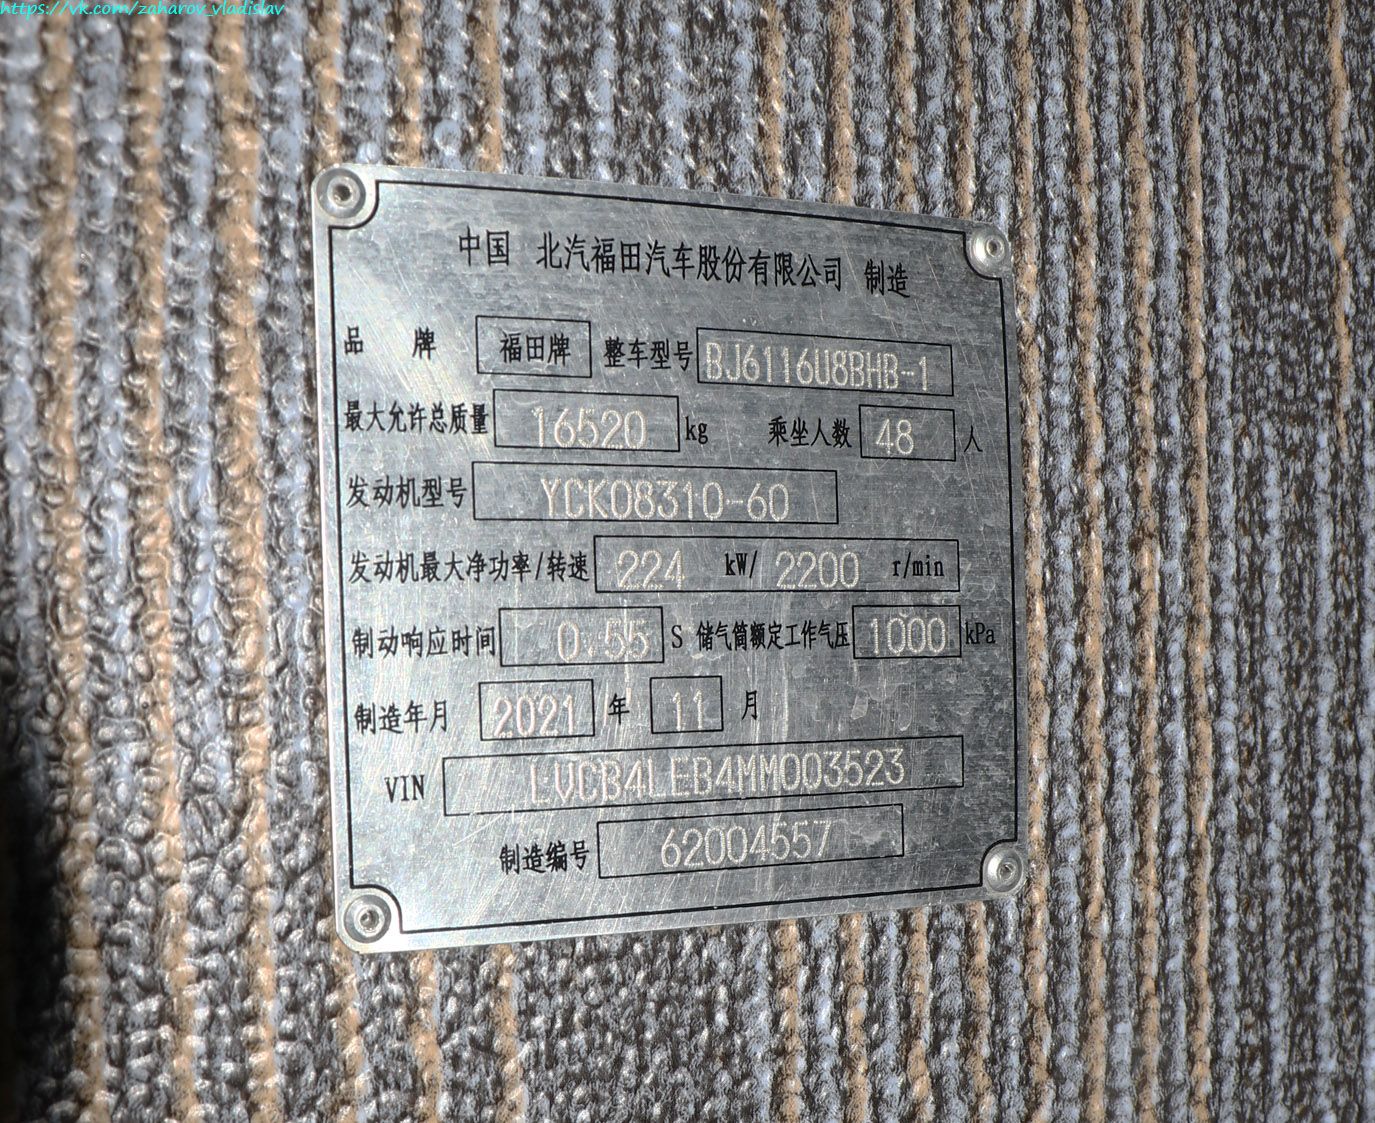 https://vk.com/zaharov_vladislav
中国 北汽福田汽车股份有限公司 制造
品 牌 福田牌 整车型号 BJ6116U8BHB-1
最大允许总质量 16520 kg 乘坐人数 48 人
发动机型号 YCK08310-60
发动机最大净功率/转速 224 kW/ 2200 r/min
制动响应时间 0.55 S 储气筒额定工作气压 1000 kPa
制造年月 2021 年 11 月
VIN LVCB4LEB4MM003523
制造编号 62004557